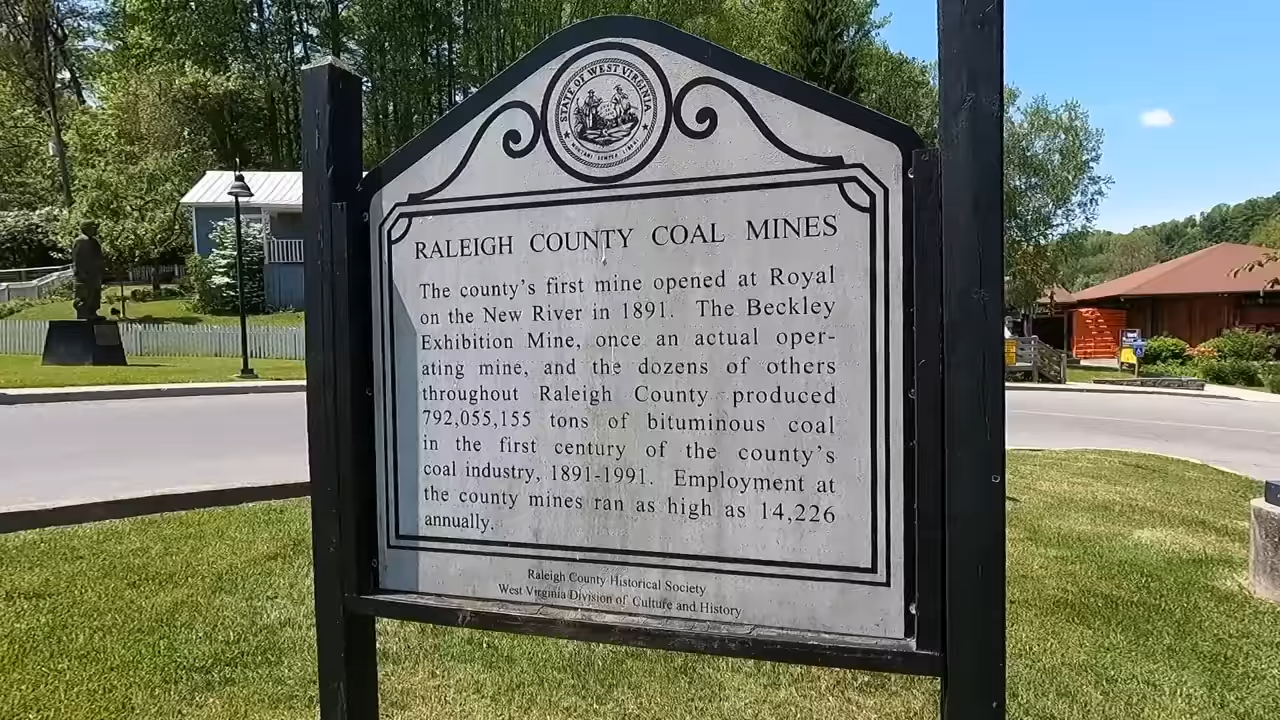 STATE OF WEST VIRGINIA
MONTANI SEMPER LIBERI
RALEIGH COUNTY COAL MINES
The county's first mine opened at Royal
on the New River in 1891. The Beckley
Exhibition Mine, once an actual oper-
ating mine, and the dozens of others
throughout Raleigh County produced
792,055,155 tons of bituminous coal
in the first century of the county's
coal industry, 1891-1991. Employment at
the county mines ran as high as 14,226
annually.
Raleigh County Historical Society
West Virginia Division of Culture and History